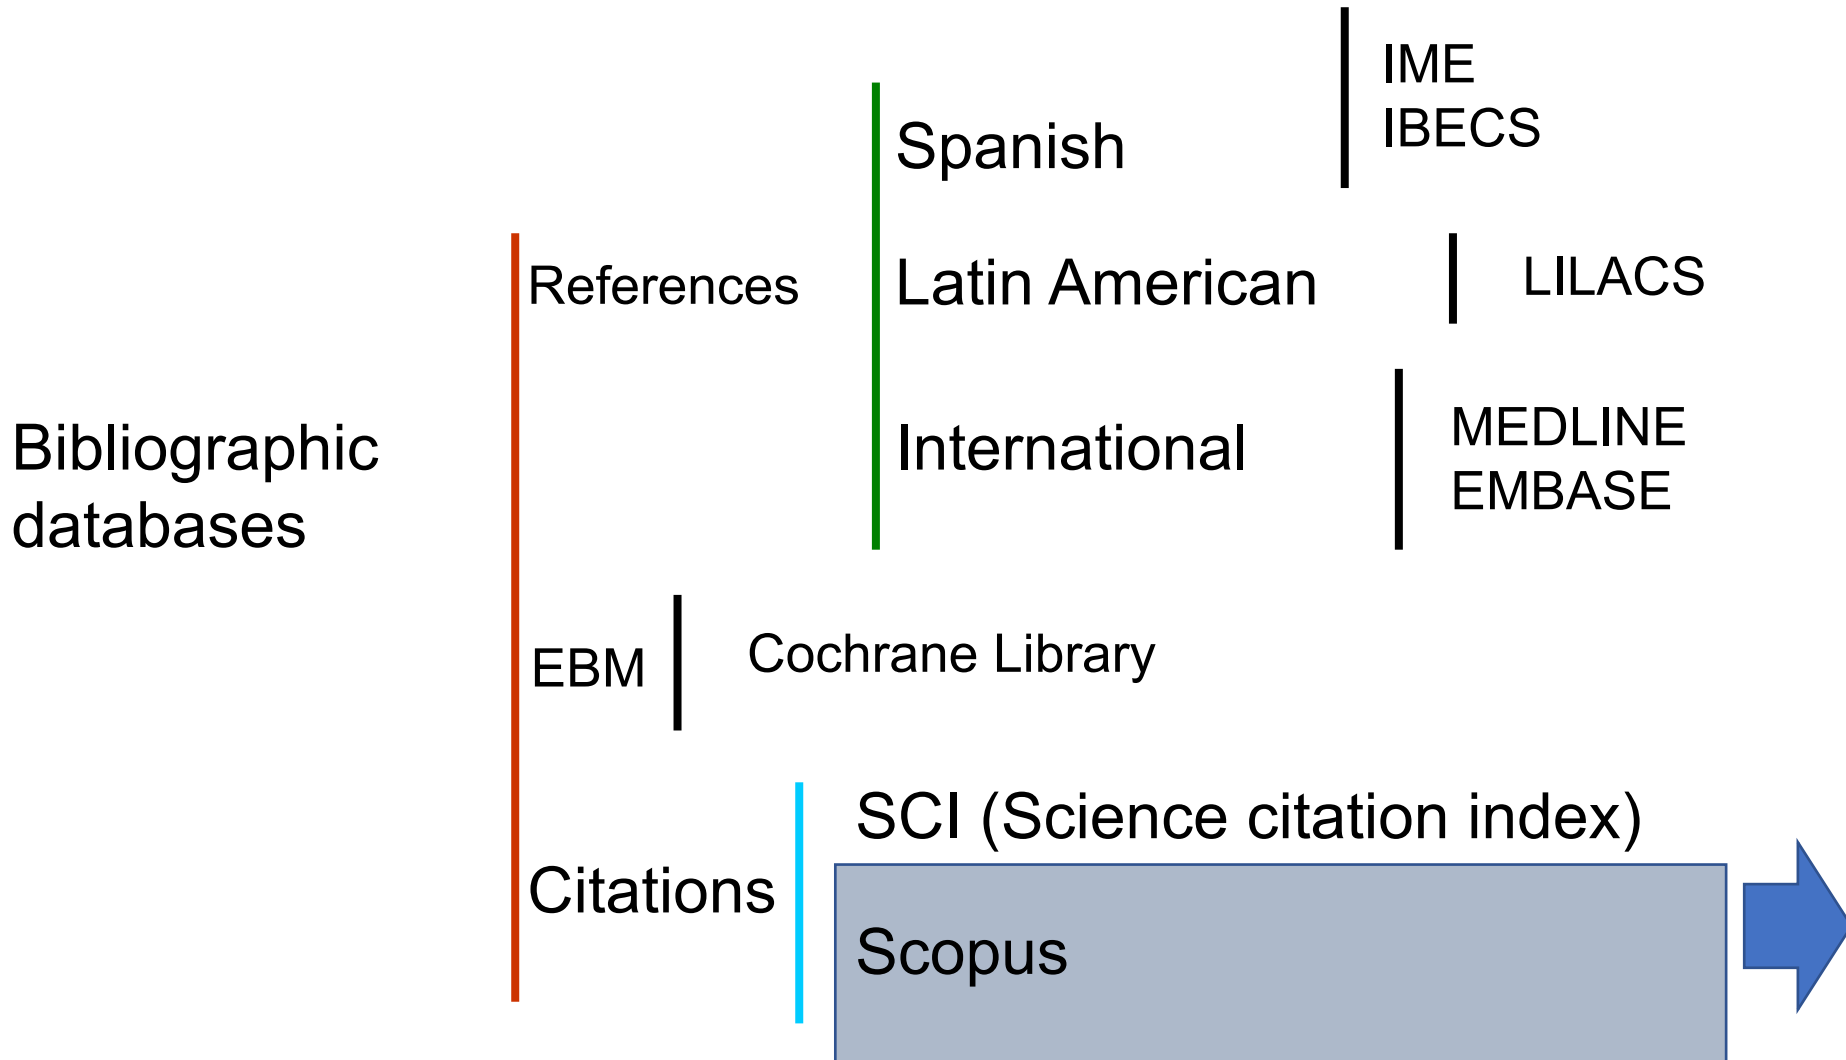 Bibliographic
databases
References
Spanish
IME
IBECS
Latin American
LILACS
International
MEDLINE
EMBASE
EBM
Cochrane Library
Citations
SCI (Science citation index)
Scopus